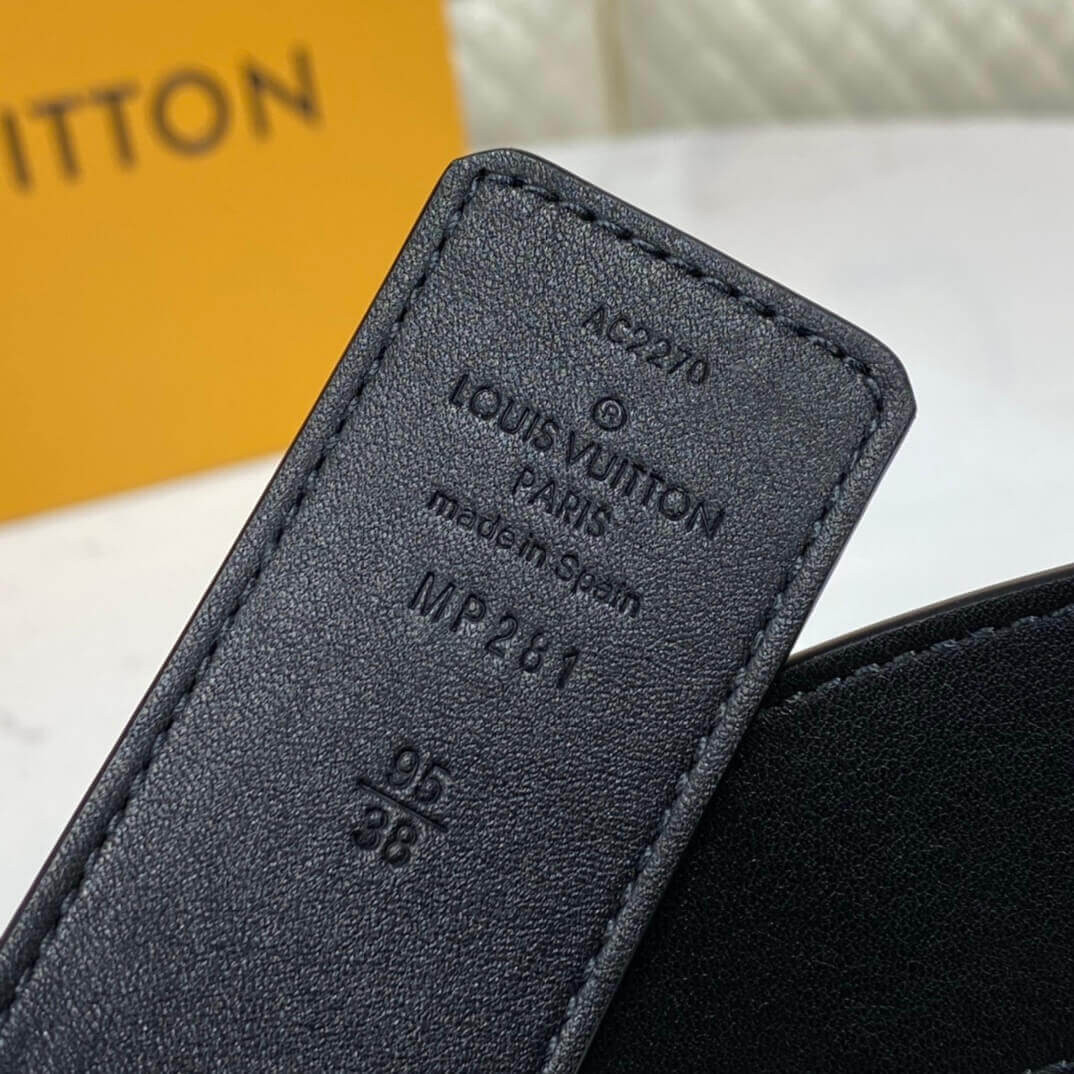 ITTON
AC2270
®
LOUIS VUITTON
PARIS
made in Spain
MP281
95
38